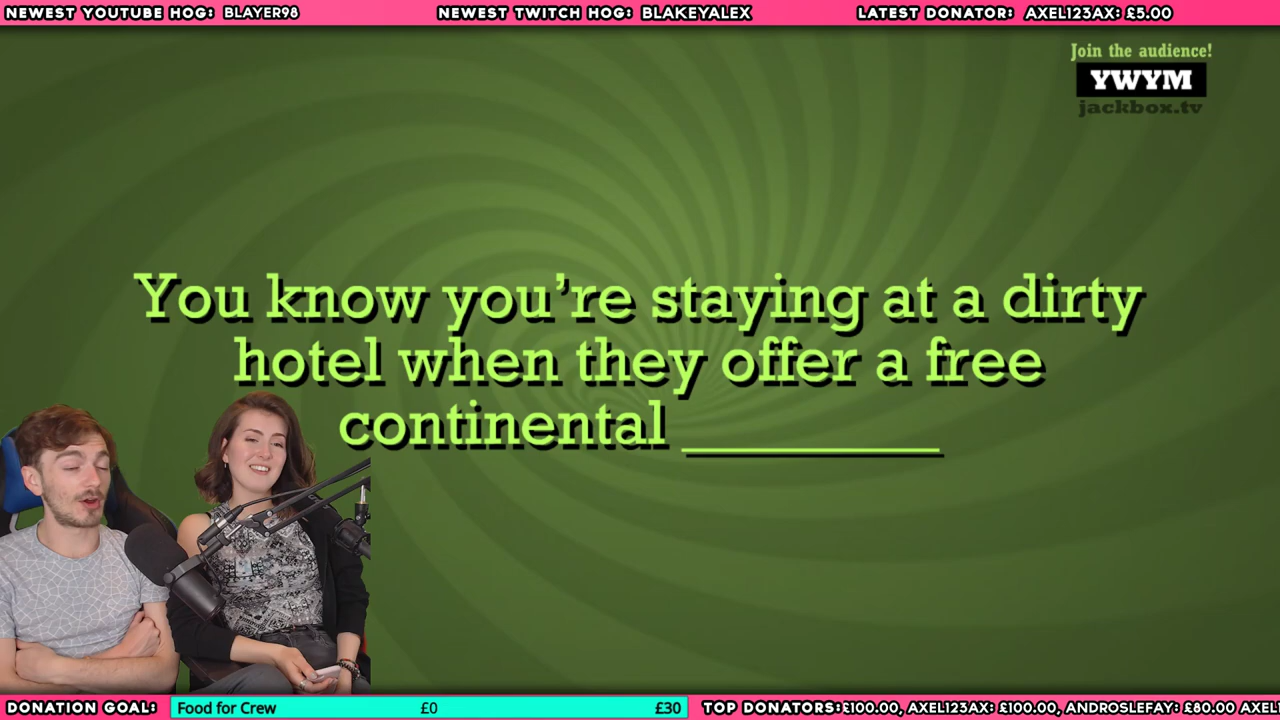 NEWEST YOUTUBE HOG: BLAYER98
NEWEST TWITCH HOG: BLAKEYALEX
LATEST DONATOR: AXEL123AX: £5.00
Join the audience!
YWYM
jackbox.tv
You know you're staying at a dirty
hotel when they offer a free
continental __________
DONATION GOAL: Food for Crew £0 £30
TOP DONATORS: £100.00, AXEL123AX: £100.00, ANDROSLEFAY: £80.00 AXEL1